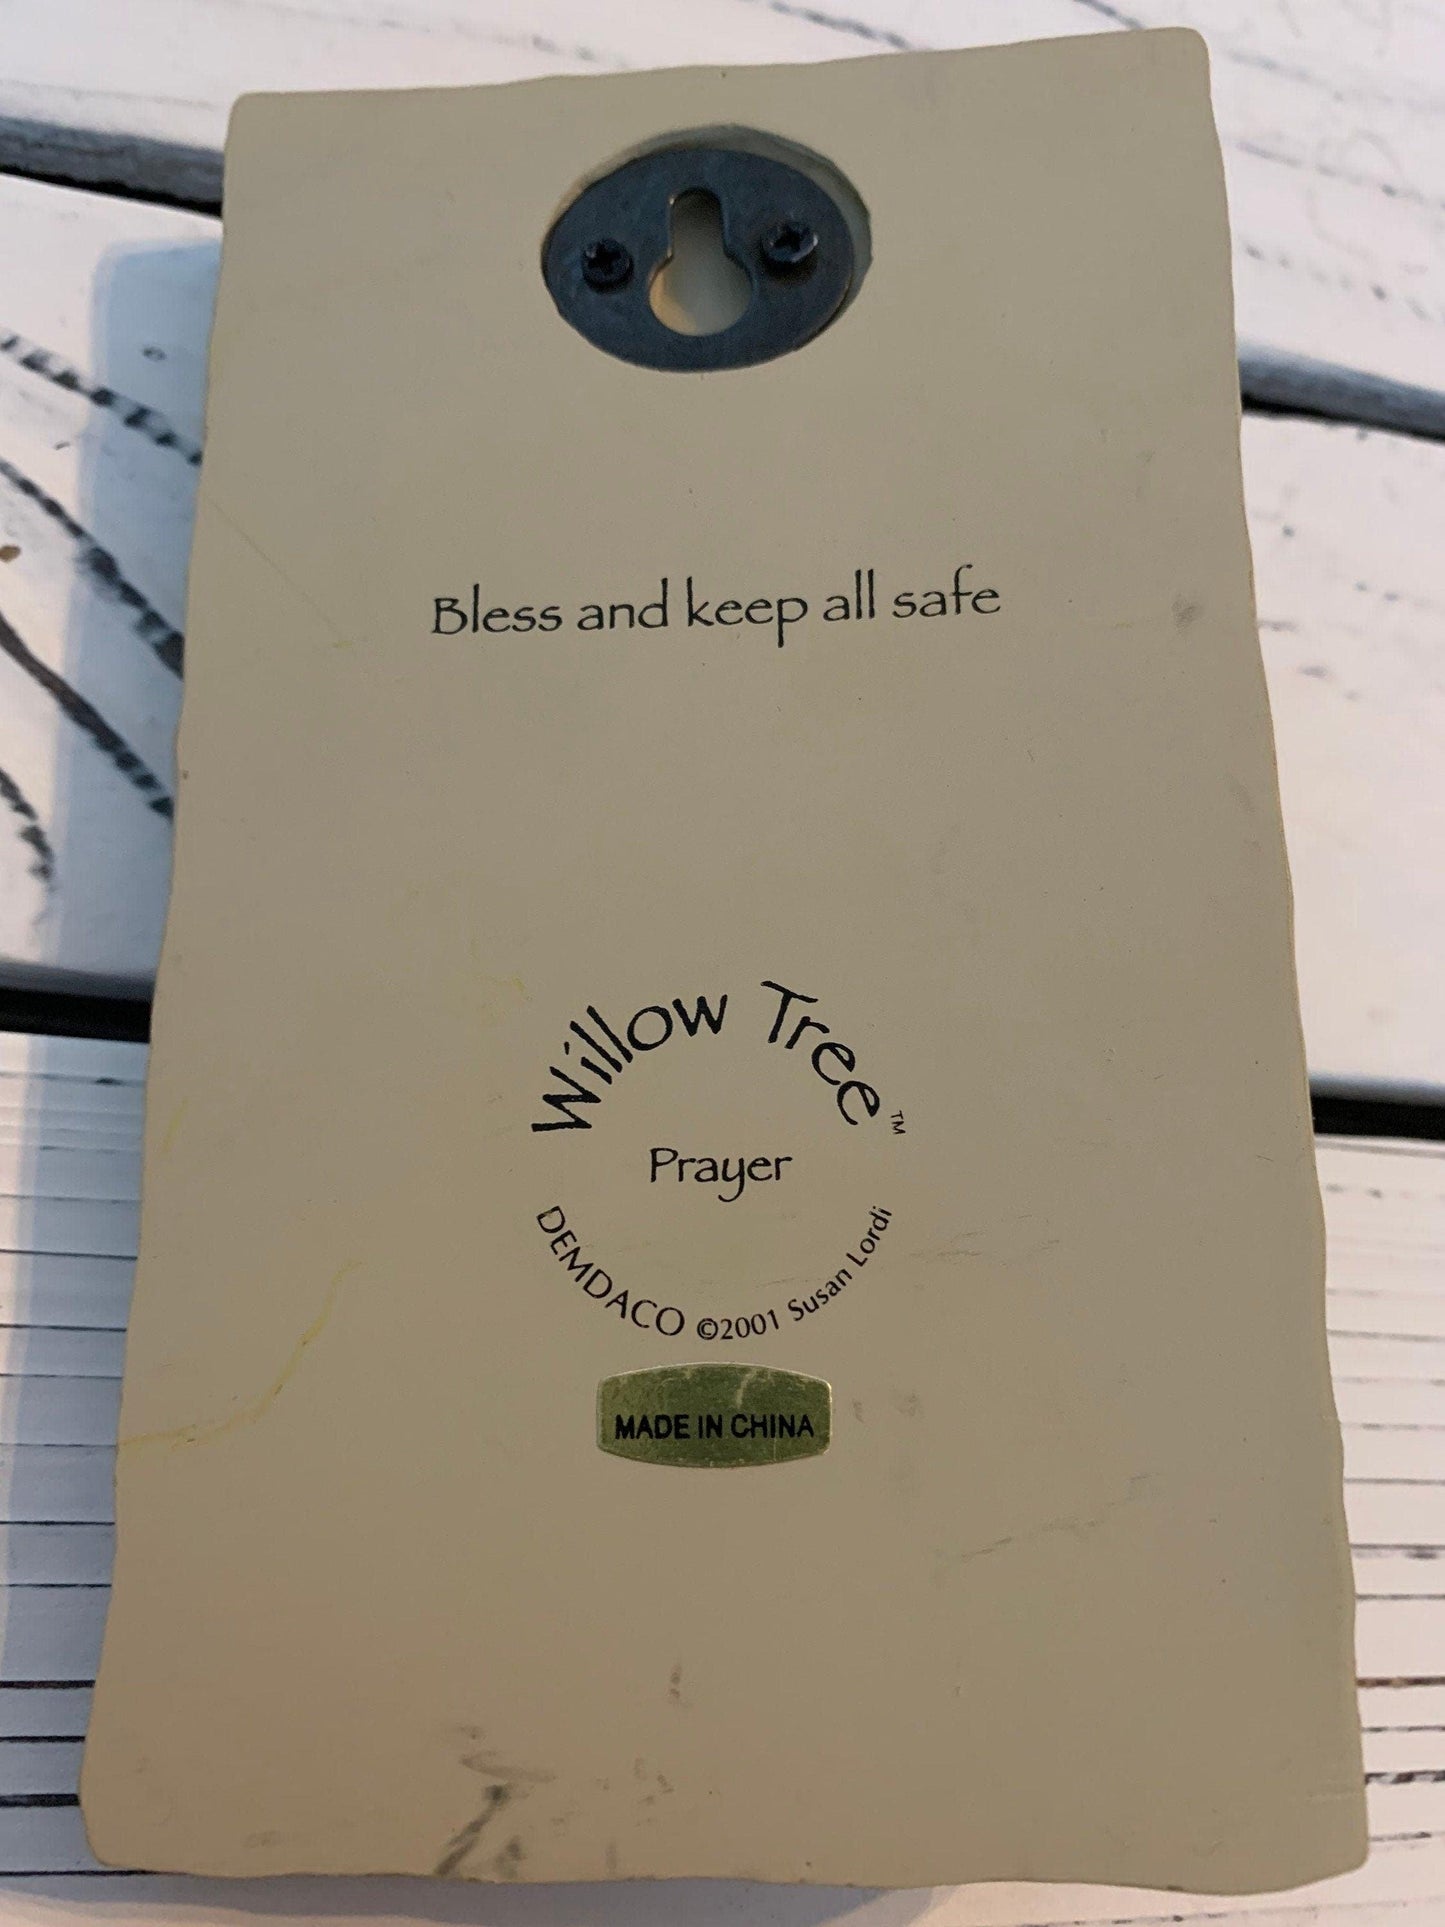 Bless and keep all safe
Willow Tree™
Prayer
DEMDACO ©2001 Susan Lordi
MADE IN CHINA